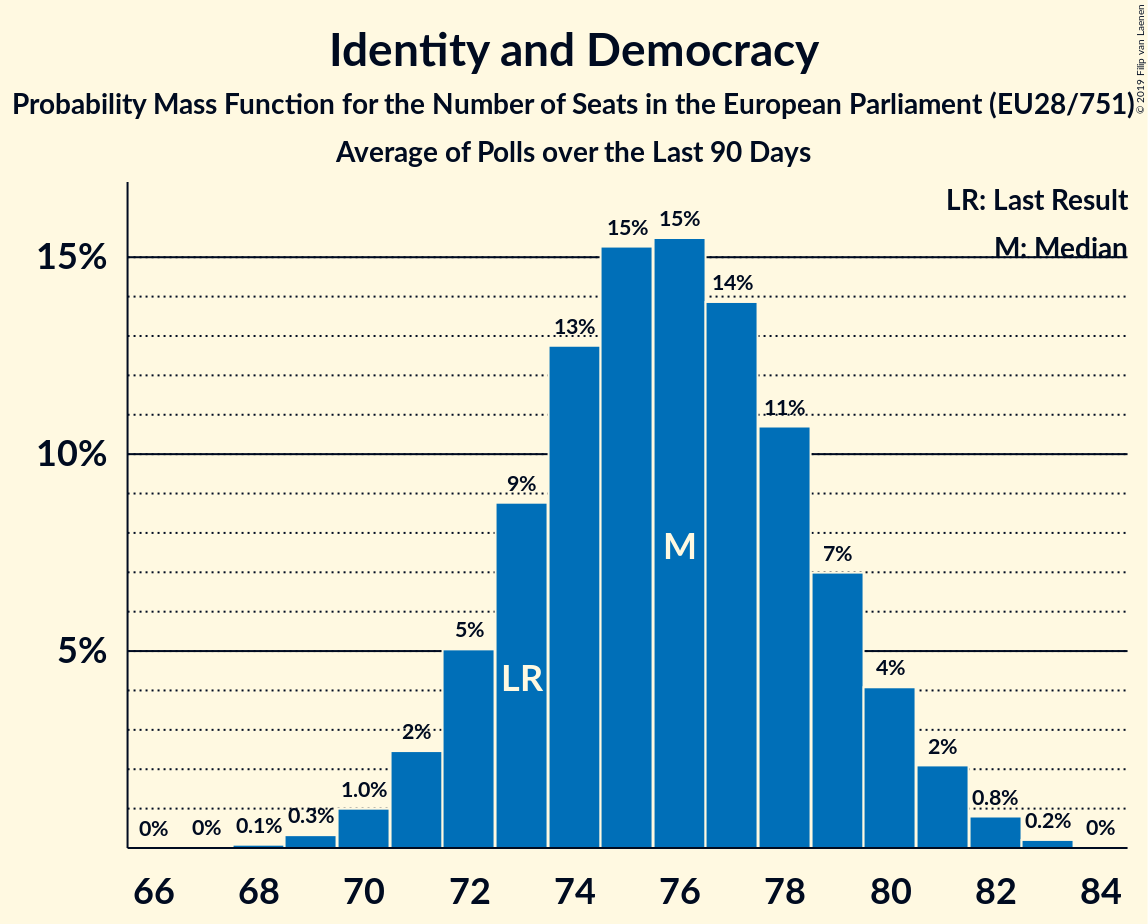 Identity and Democracy
Probability Mass Function for the Number of Seats in the European Parliament (EU28/751)
Average of Polls over the Last 90 Days
© 2019 Filip van Laenen
LR: Last Result
M: Median
15%
10%
5%
0%
0%
0.1%
0.3%
1.0%
2%
5%
9%
13%
15%
15%
14%
11%
7%
4%
2%
0.8%
0.2%
0%
LR
M
66 68 70 72 74 76 78 80 82 84